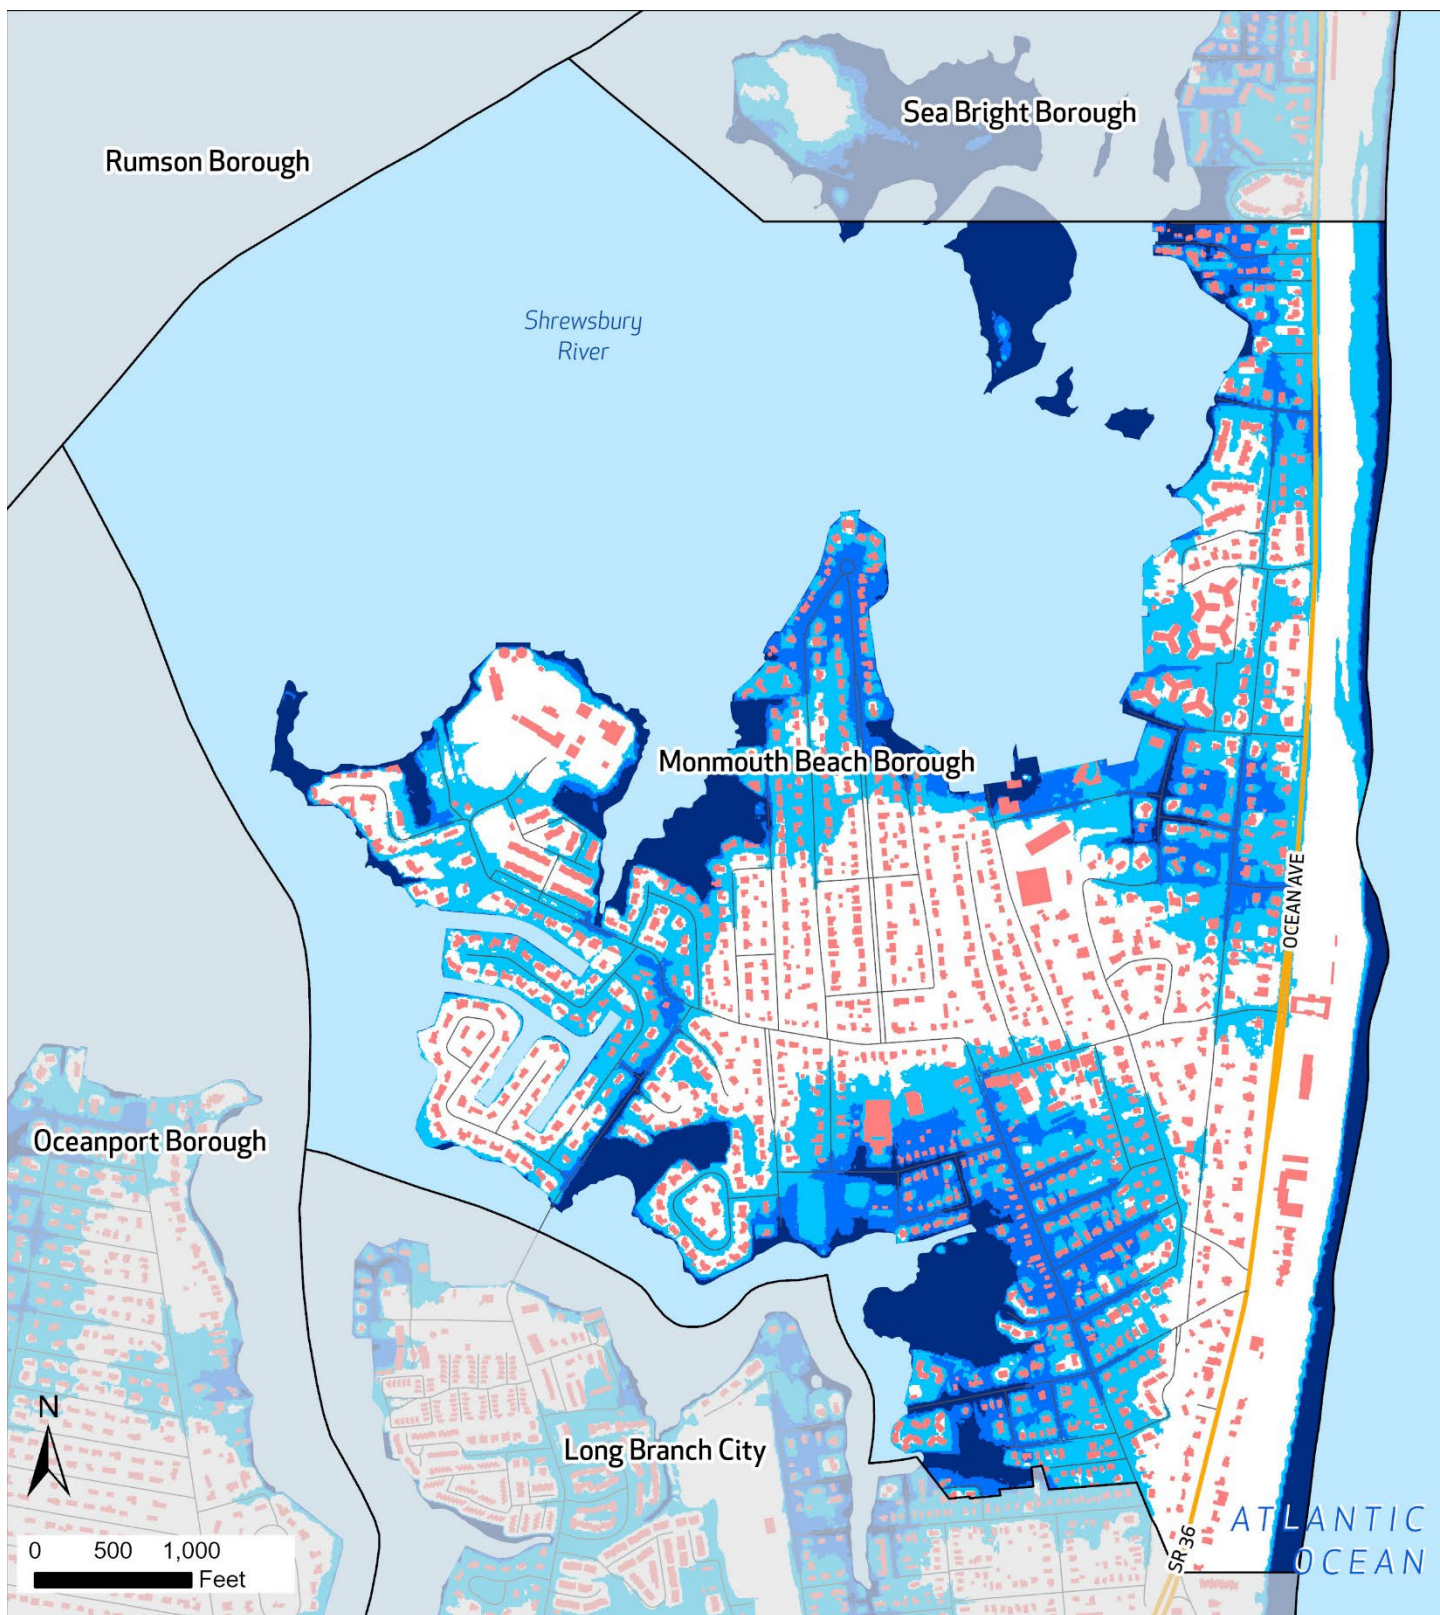 Sea Bright Borough
Rumson Borough
Shrewsbury
River
Monmouth Beach Borough
OCEAN AVE
Oceanport Borough
N
Long Branch City
0 500 1,000
Feet
SR 36
ATLANTIC
OCEAN